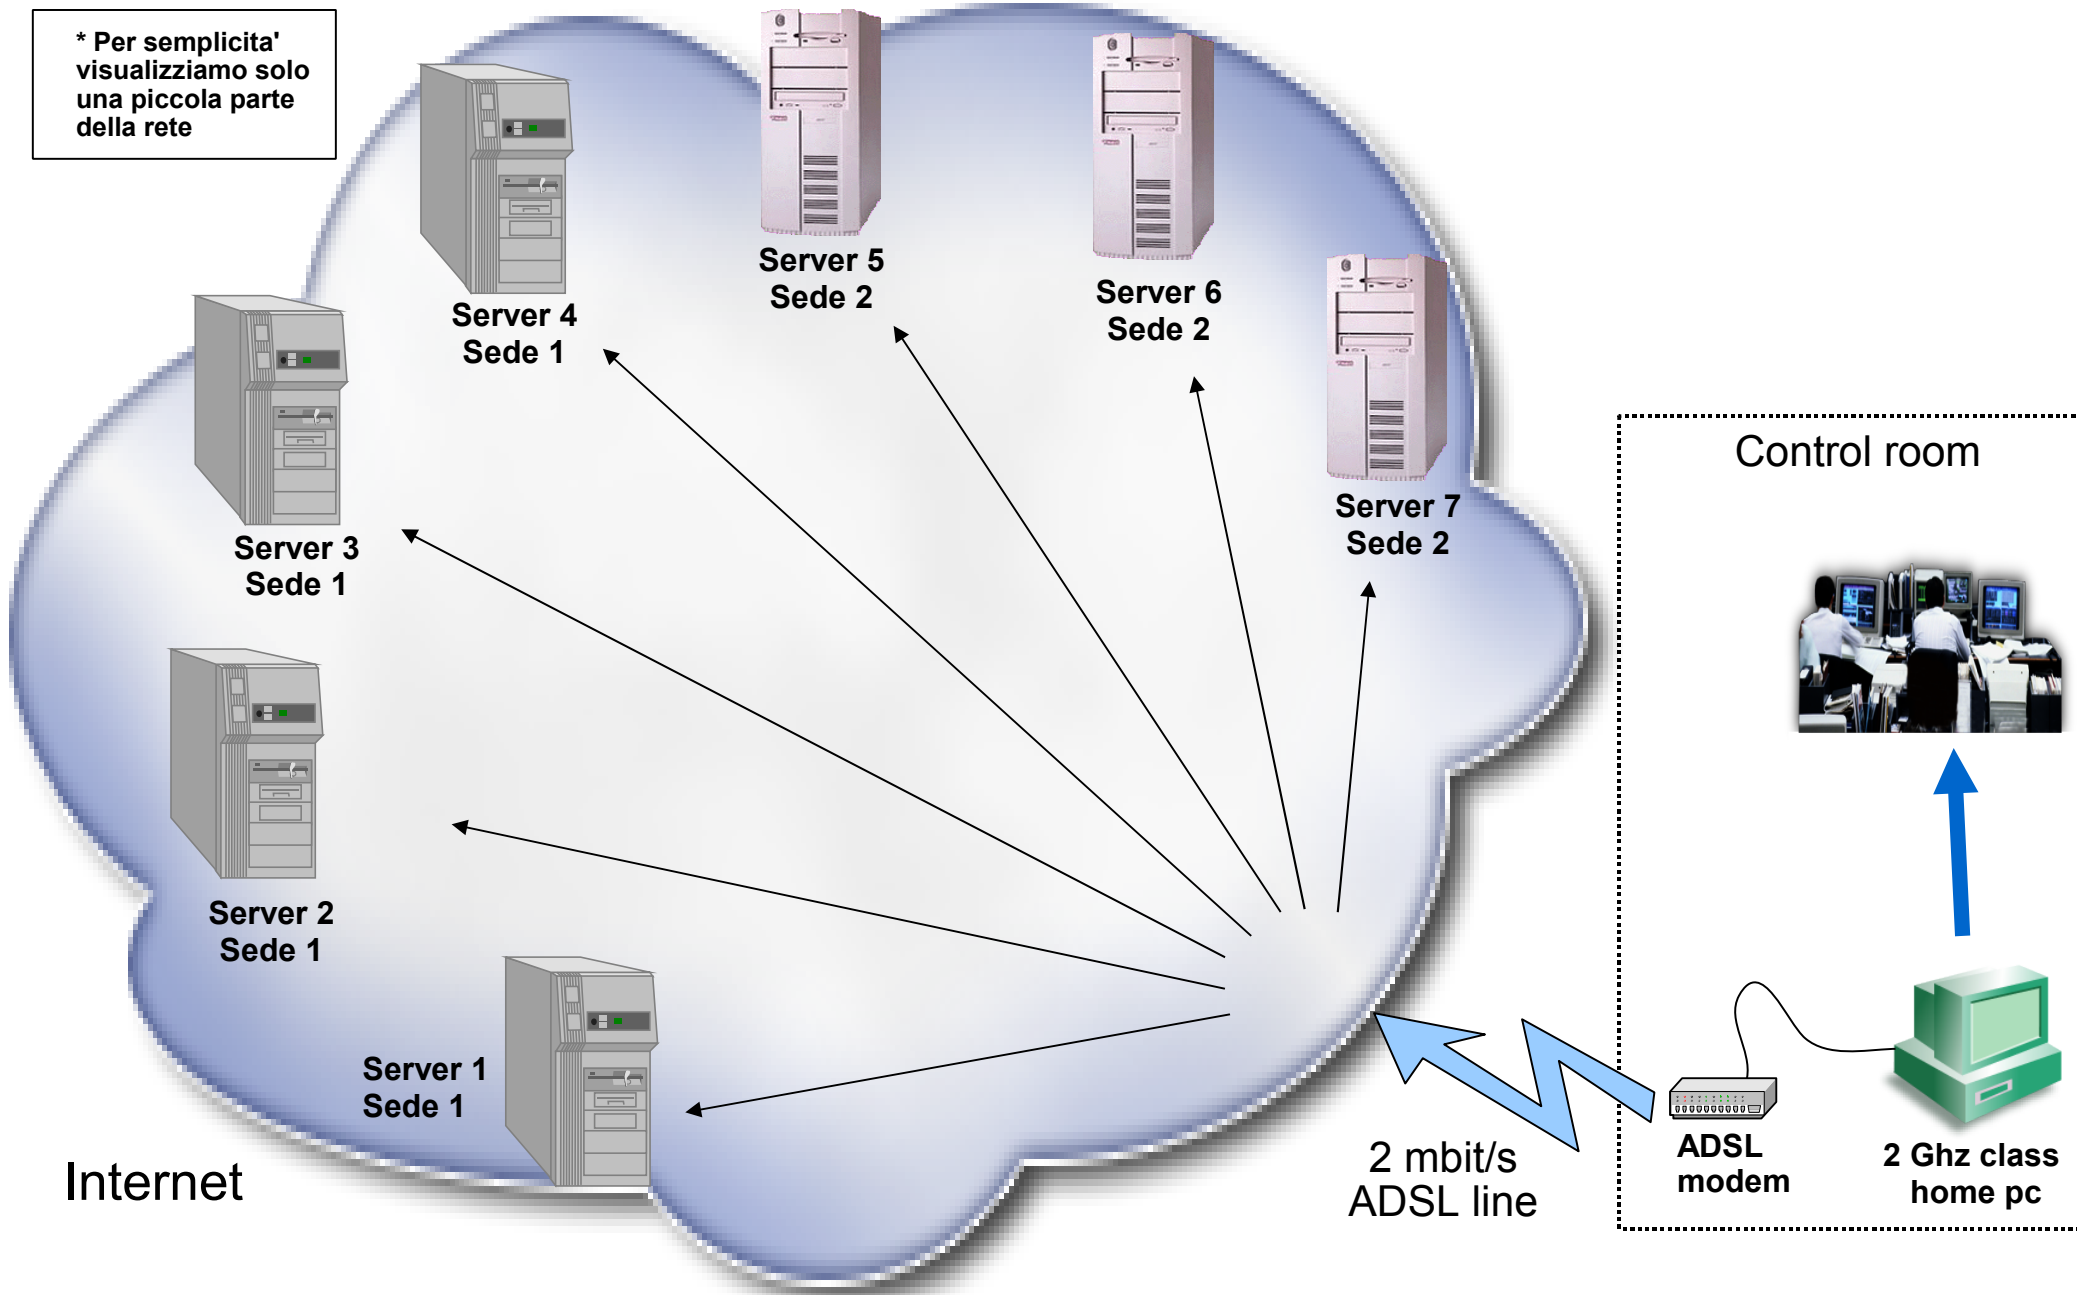 * Per semplicita'
visualizziamo solo
una piccola parte
della rete
Server 5
Sede 2
Server 6
Sede 2
Server 4
Sede 1
Server 7
Sede 2
Server 3
Sede 1
Server 2
Sede 1
Server 1
Sede 1
Internet
2 mbit/s
ADSL line
Control room
ADSL
modem
2 Ghz class
home pc